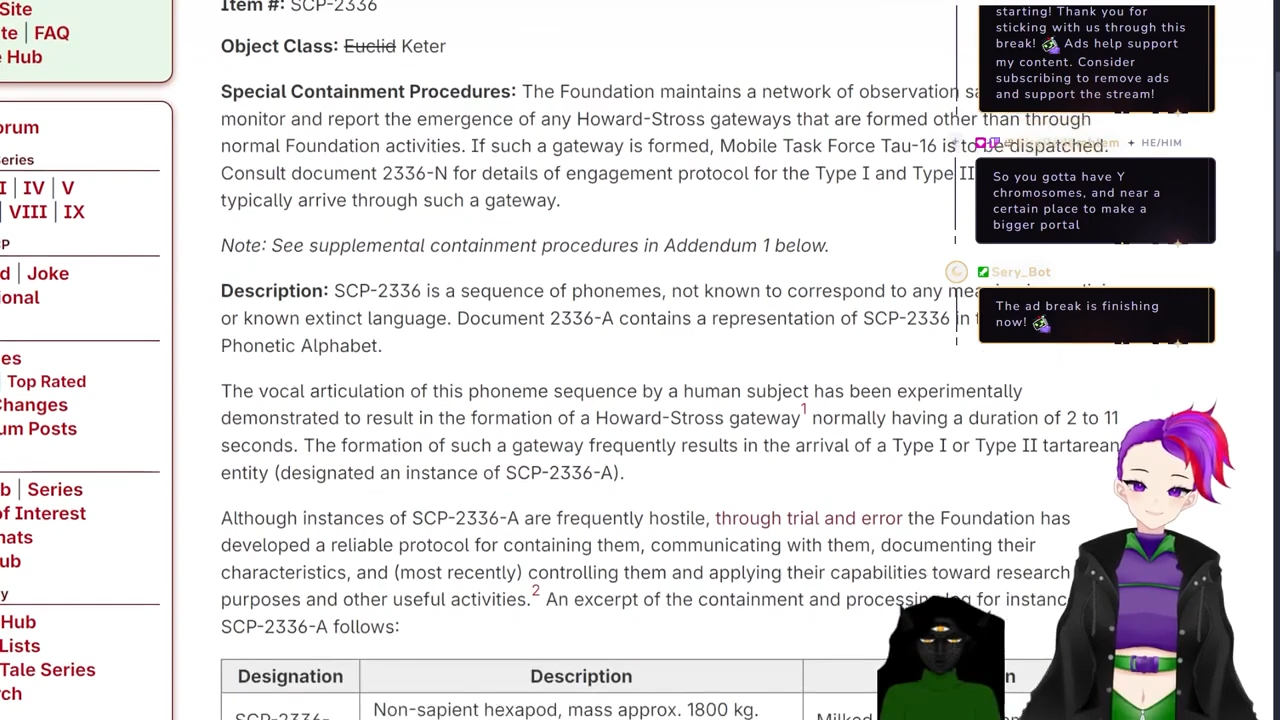 Site
te | FAQ
e Hub
orum
Series
I | IV | V
| VIII | IX
CP
d | Joke
ional
es
| Top Rated
Changes
um Posts
b | Series
of Interest
mats
ub
y
Hub
Lists
Tale Series
rch
Item #: SCP-2336
Object Class: Euclid Keter
Special Containment Procedures: The Foundation maintains a network of observation sa
monitor and report the emergence of any Howard-Stross gateways that are formed other than through
normal Foundation activities. If such a gateway is formed, Mobile Task Force Tau-16 is to be dispatched.
Consult document 2336-N for details of engagement protocol for the Type I and Type II
typically arrive through such a gateway.
Note: See supplemental containment procedures in Addendum 1 below.
Description: SCP-2336 is a sequence of phonemes, not known to correspond to any
or known extinct language. Document 2336-A contains a representation of SCP-2336 in
Phonetic Alphabet.
The vocal articulation of this phoneme sequence by a human subject has been experimentally
demonstrated to result in the formation of a Howard-Stross gateway1 normally having a duration of 2 to 11
seconds. The formation of such a gateway frequently results in the arrival of a Type I or Type II tartarean
entity (designated an instance of SCP-2336-A).
Although instances of SCP-2336-A are frequently hostile, through trial and error the Foundation has
developed a reliable protocol for containing them, communicating with them, documenting their
characteristics, and (most recently) controlling them and applying their capabilities toward research
purposes and other useful activities.2 An excerpt of the containment and processing log for instanc
SCP-2336-A follows:
Designation Description n
SCP-2336- Non-sapient hexapod, mass approx. 1800 kg. Milked
starting! Thank you for
sticking with us through this
break! Ads help support
my content. Consider
subscribing to remove ads
and support the stream!
HE/HIM
So you gotta have Y
chromosomes, and near a
certain place to make a
bigger portal
Sery_Bot
The ad break is finishing
now!